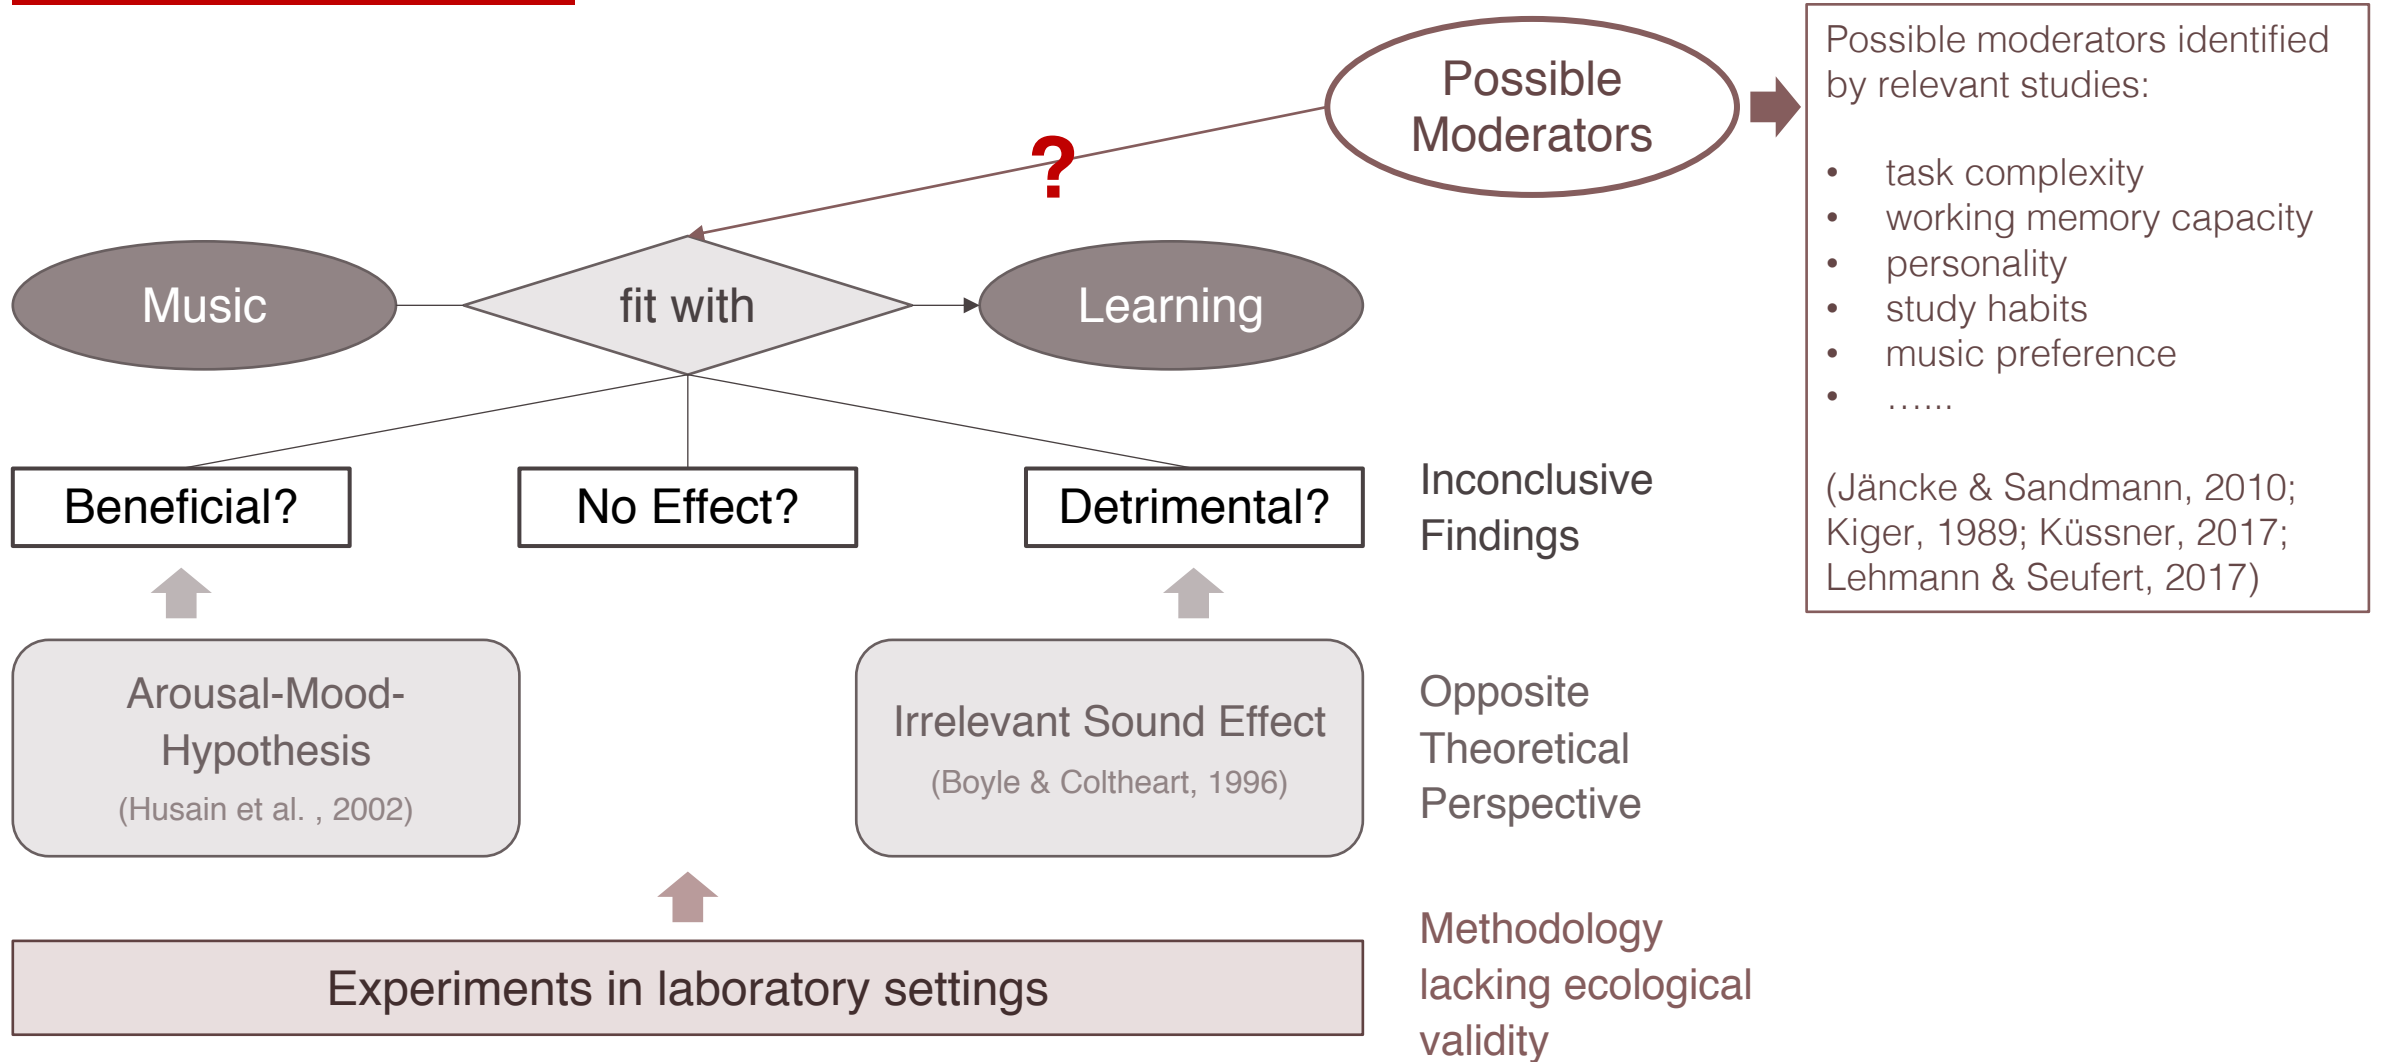 Possible
Moderators
?
Music
fit with
Learning
Beneficial?
No Effect?
Detrimental?
Inconclusive
Findings
Arousal-Mood-
Hypothesis
(Husain et al. , 2002)
Irrelevant Sound Effect
(Boyle & Coltheart, 1996)
Opposite
Theoretical
Perspective
Experiments in laboratory settings
Methodology
lacking ecological
validity
Possible moderators identified
by relevant studies:
• task complexity
• working memory capacity
• personality
• study habits
• music preference
• …...
(Jäncke & Sandmann, 2010;
Kiger, 1989; Küssner, 2017;
Lehmann & Seufert, 2017)